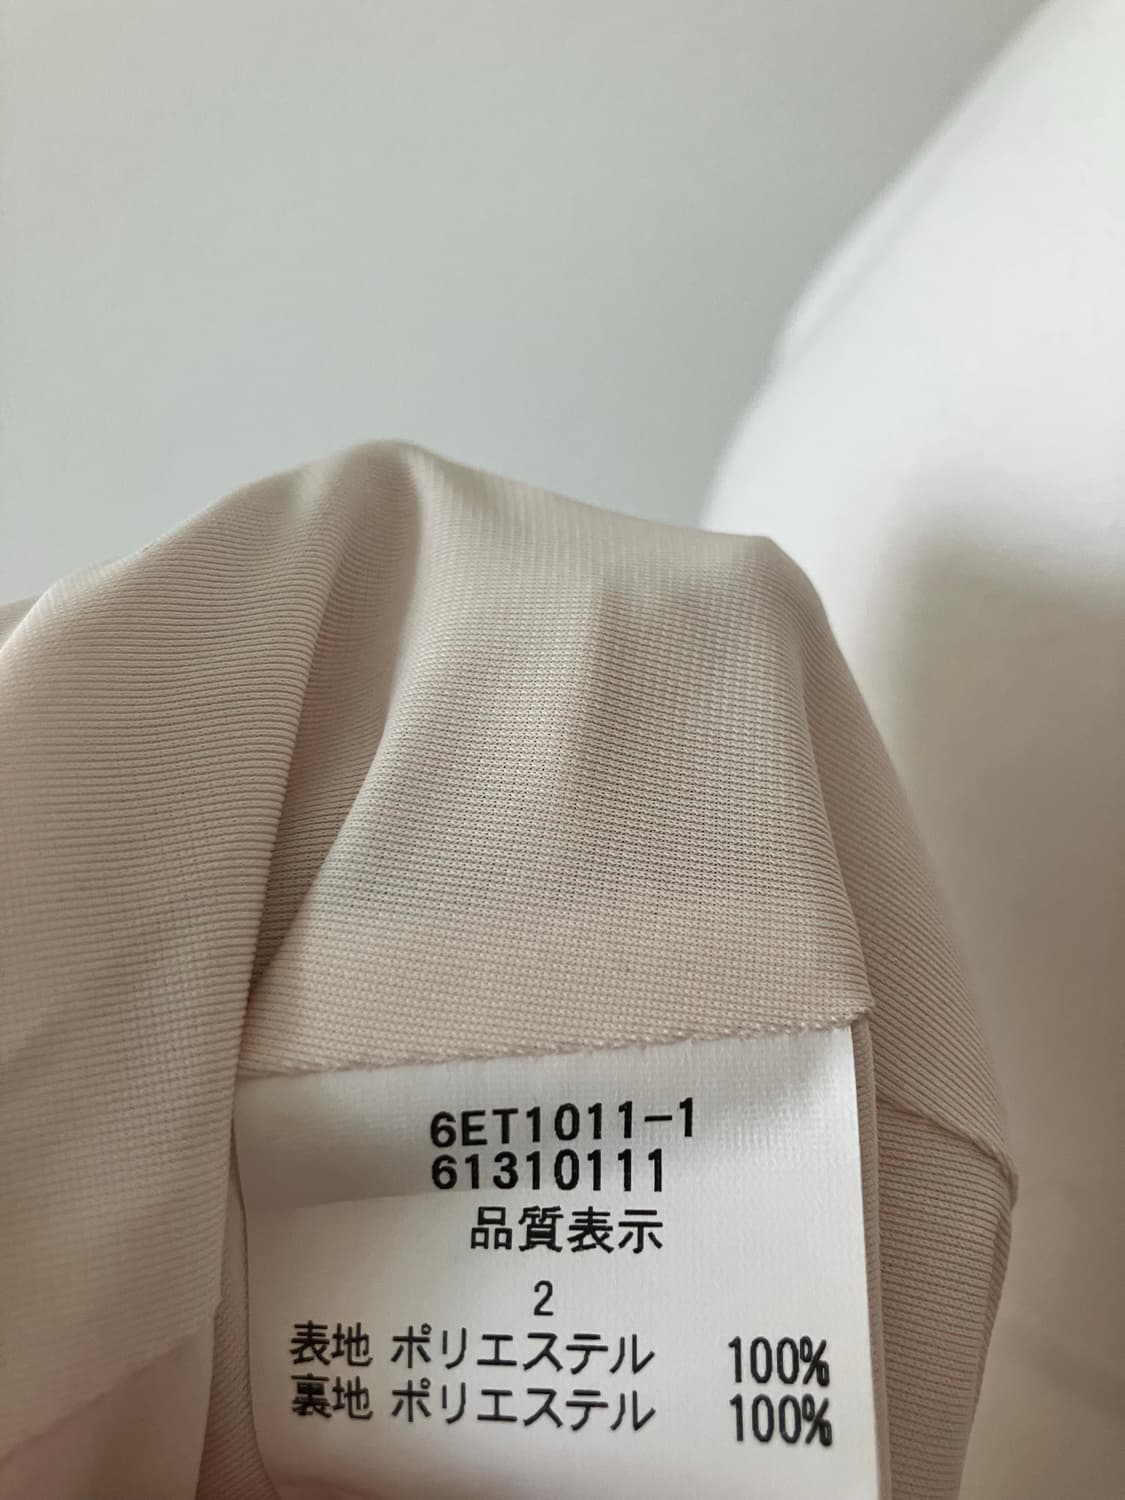 6ET1011-1
61310111
品質表示
2
表地 ポリエステル 100%
裏地 ポリエステル 100%